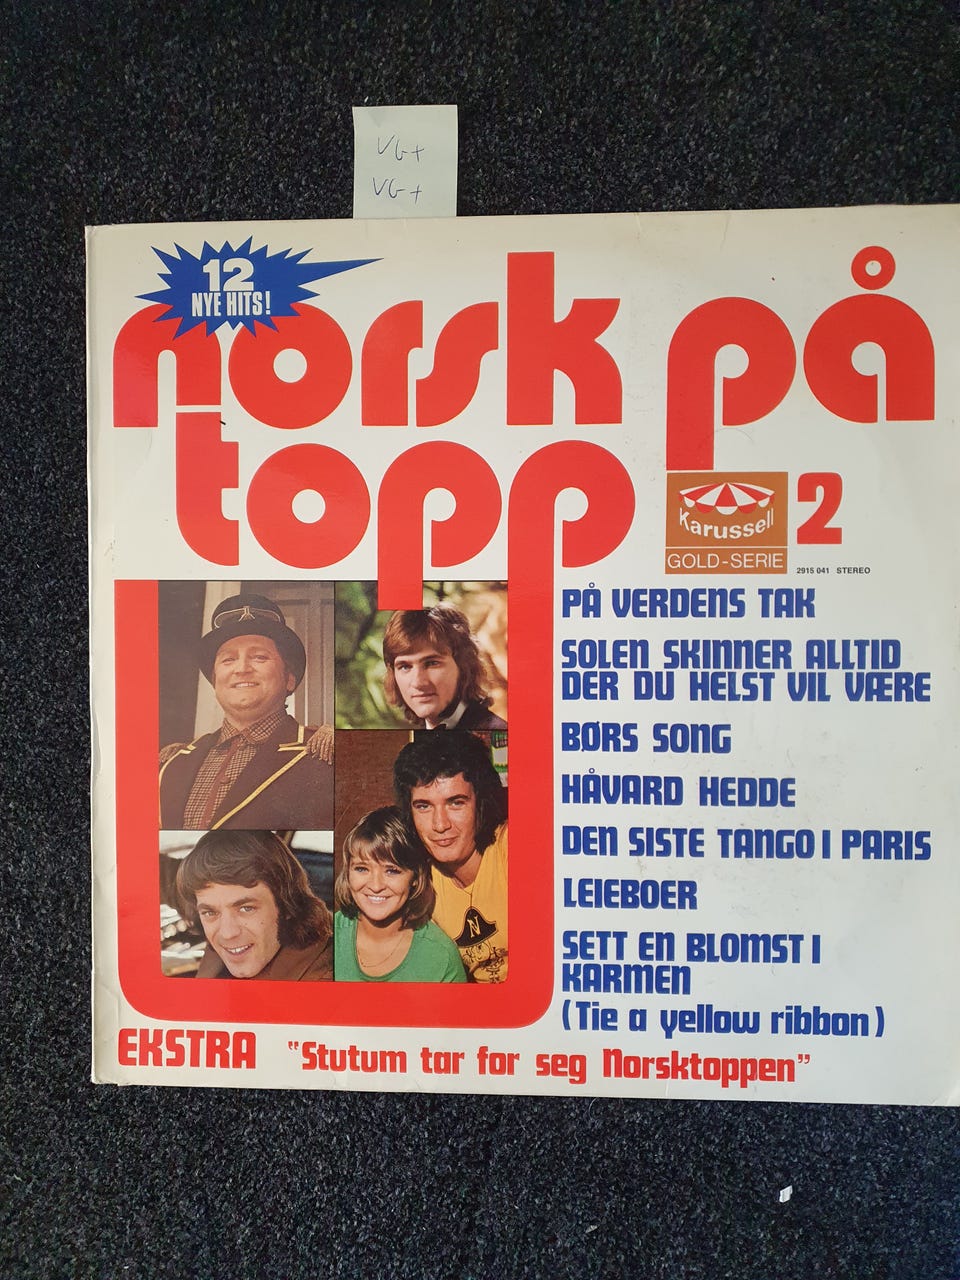 VG+
VG+
12
NYE HITS!
norsk på
topp
Karussell
GOLD-SERIE
2
2915 041 STEREO
PÅ VERDENS TAK
SOLEN SKINNER ALLTID
DER DU HELST VIL VÆRE
BØRS SONG
HÅVARD HEDDE
DEN SISTE TANGO I PARIS
LEIEBOER
SETT EN BLOMST I
KARMEN
(Tie a yellow ribbon)
EKSTRA "Stutum tar for seg Norsktoppen"
N